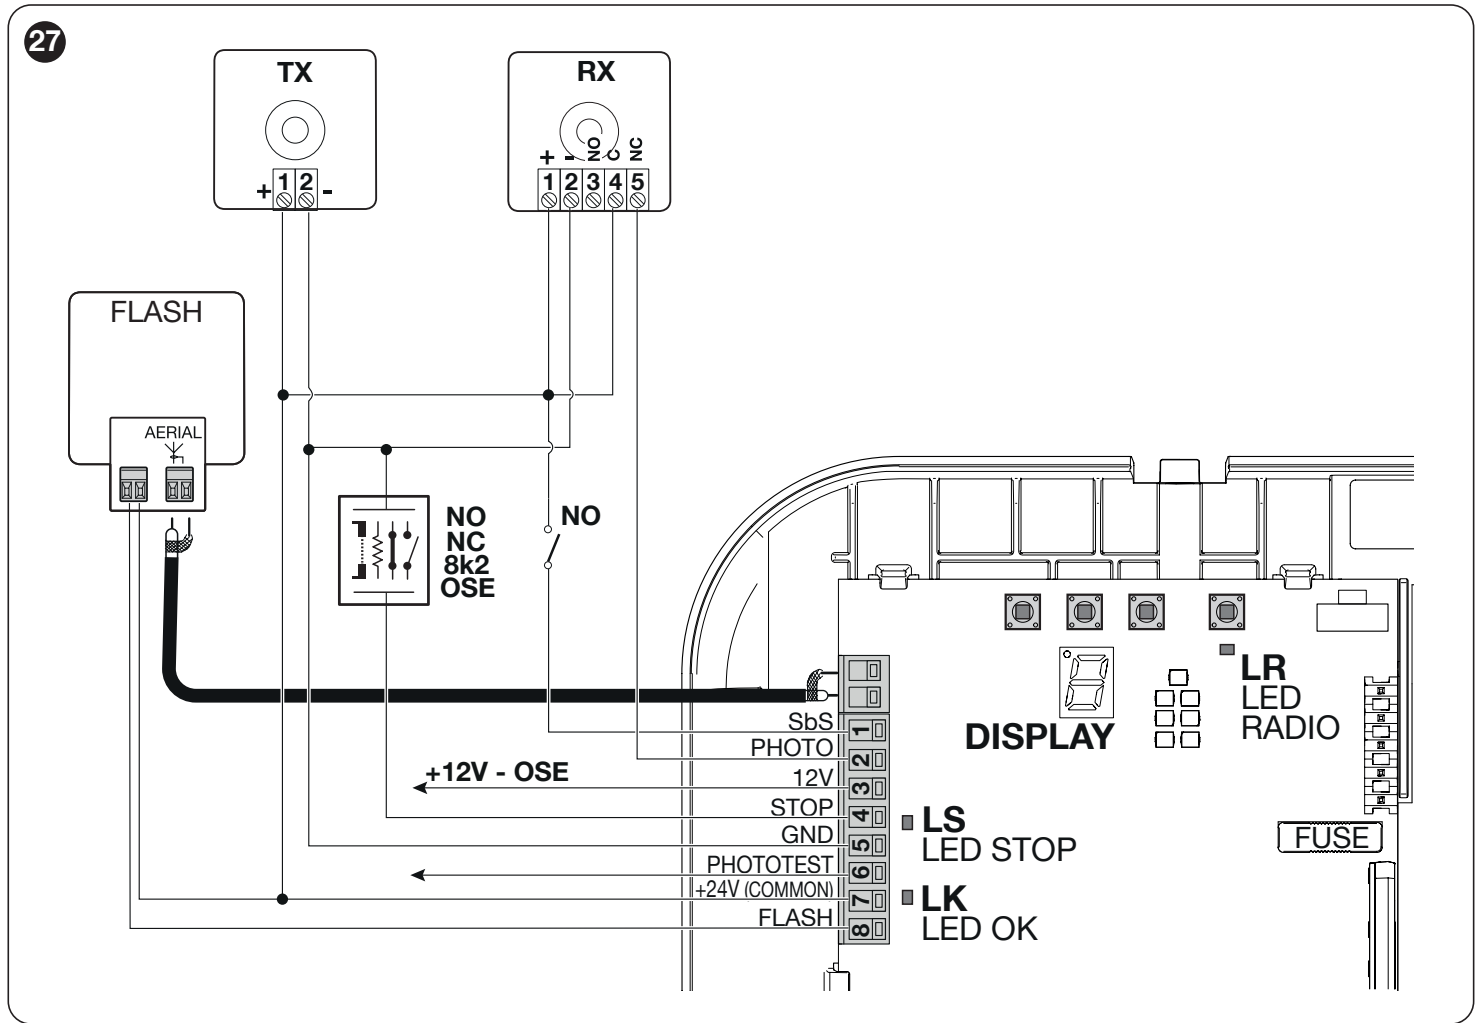 27
TX
RX
+ - NO C NC
+ 1 2 -
1 2 3 4 5
FLASH
AERIAL
NO
NC
8k2
OSE
NO
LR
LED
RADIO
DISPLAY
SbS 1
PHOTO 2
+12V - OSE
12V 3
STOP 4
GND 5
PHOTOTEST 6
+24V (COMMON) 7
FLASH 8
LS
LED STOP
LK
LED OK
FUSE